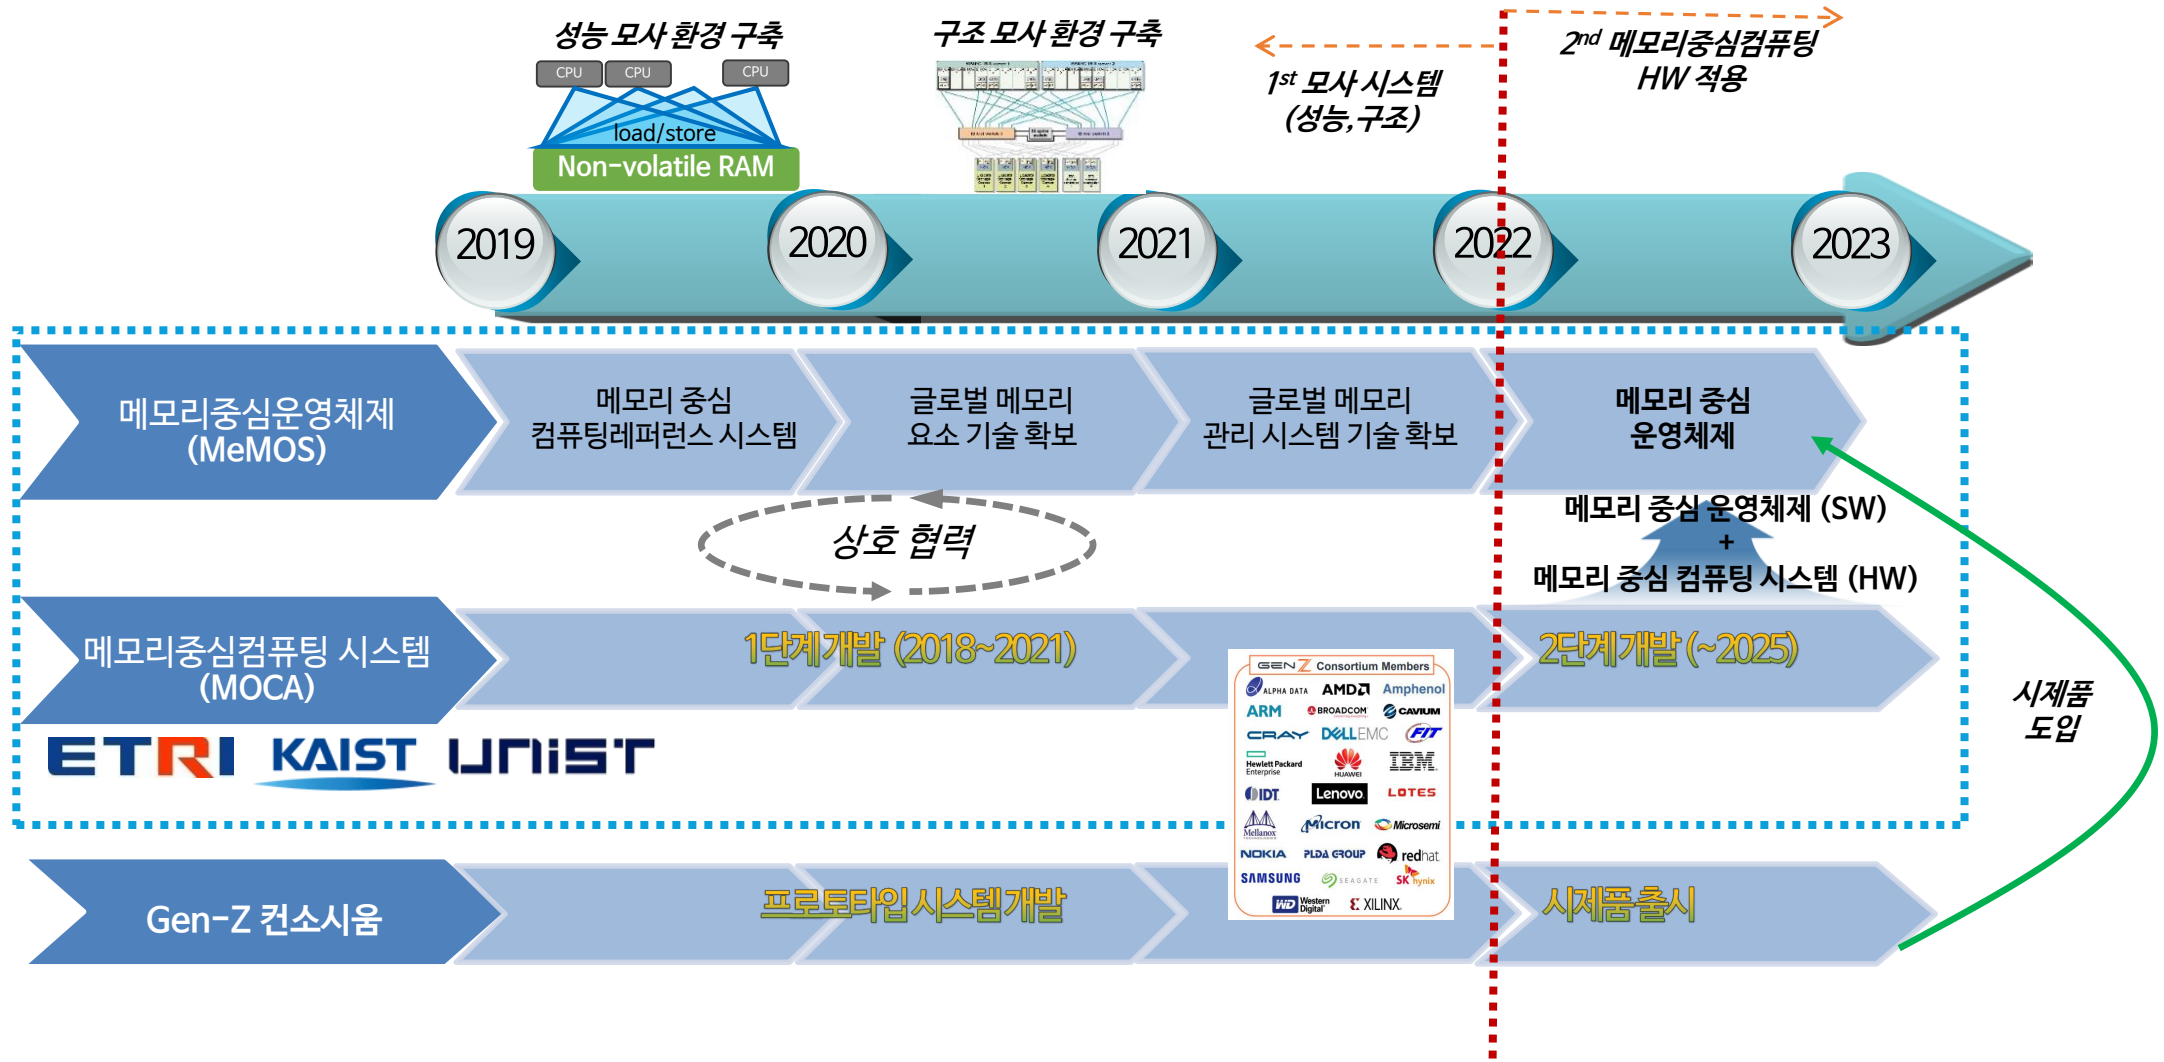 성능 모사 환경 구축
CPU
CPU
CPU
load/store
Non-volatile RAM
구조 모사 환경 구축
1st 모사 시스템
(성능,구조)
2nd 메모리중심컴퓨팅
HW 적용
2019
2020
2021
2022
2023
메모리중심운영체제
(MeMOS)
메모리 중심
컴퓨팅레퍼런스 시스템
글로벌 메모리
요소 기술 확보
글로벌 메모리
관리 시스템 기술 확보
메모리 중심
운영체제
상호 협력
메모리 중심 운영체제 (SW)
+
메모리 중심 컴퓨팅 시스템 (HW)
메모리중심컴퓨팅 시스템
(MOCA)
1단계 개발 (2018~2021)
2단계 개발 (~2025)
시제품
도입
ETRI KAIST UNIST
GEN Z Consortium Members
ALPHA DATA AMD Amphenol
ARM BROADCOM CAVIUM
CRAY DELLEMC FIT
Hewlett Packard
Enterprise
HUAWEI
IBM
IDT Lenovo LOTES
Mellanox
Micron Microsemi
NOKIA PLDA GROUP redhat
SAMSUNG SEAGATE SK hynix
WD Western
Digital
XILINX
Gen-Z 컨소시움
프로토타입 시스템 개발
시제품 출시